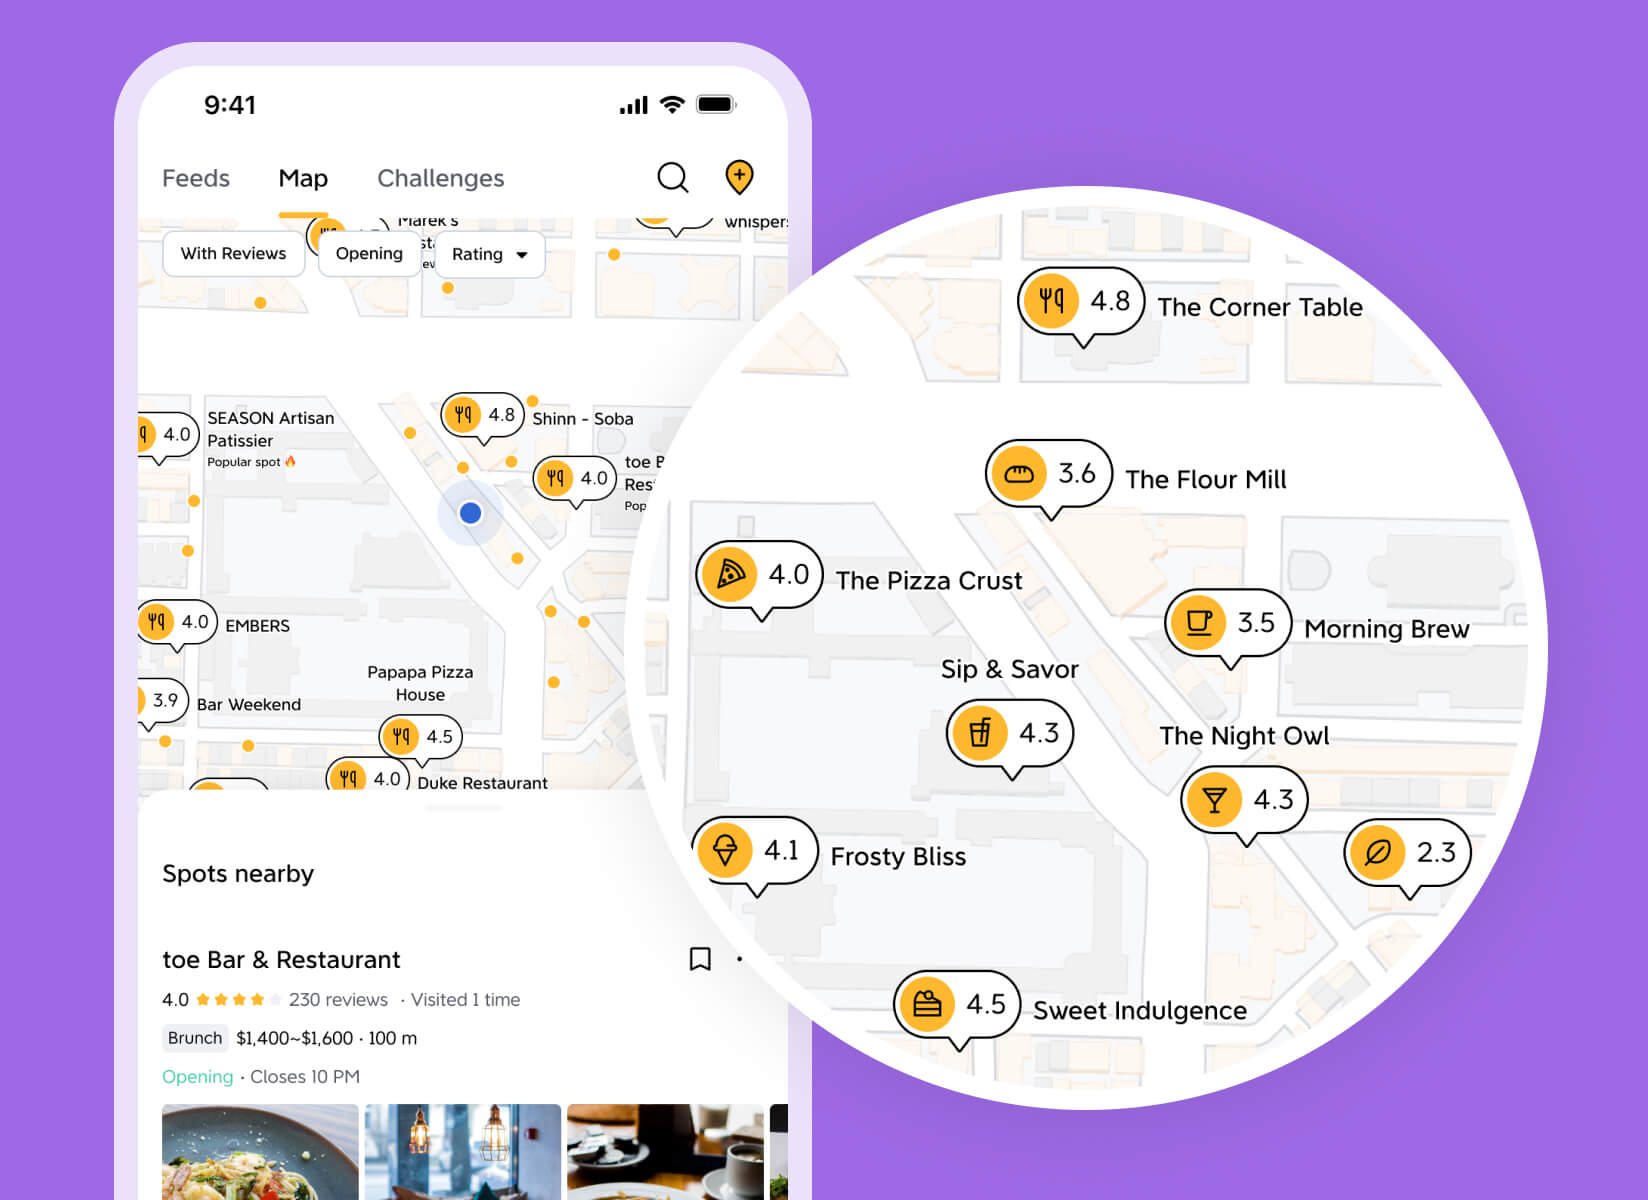 9:41
Feeds
Map
Challenges
Marek's
whispers
With Reviews
Opening
Rating
SEASON Artisan
Patissier
Popular spot
4.0
4.8
Shinn - Soba
4.0
toe B
Res
Pop
4.0
EMBERS
3.9
Bar Weekend
Papapa Pizza
House
4.5
4.0
Duke Restaurant
Spots nearby
toe Bar & Restaurant
4.0
230 reviews · Visited 1 time
Brunch
$1,400~$1,600 · 100 m
Opening · Closes 10 PM
4.8
The Corner Table
3.6
The Flour Mill
4.0
The Pizza Crust
3.5
Morning Brew
Sip & Savor
4.3
The Night Owl
4.3
2.3
4.1
Frosty Bliss
4.5
Sweet Indulgence